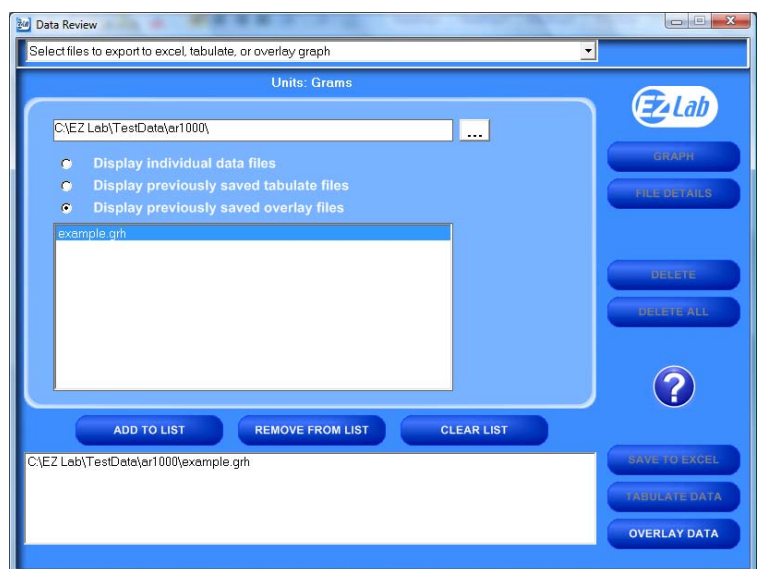 Data Review
Select files to export to excel, tabulate, or overlay graph
Units: Grams
EZ Lab
C:\EZ Lab\TestData\ar1000\
...
GRAPH
Display individual data files
Display previously saved tabulate files
FILE DETAILS
Display previously saved overlay files
example.grh
DELETE
DELETE ALL
?
ADD TO LIST
REMOVE FROM LIST
CLEAR LIST
C:\EZ Lab\TestData\ar1000\example.grh
SAVE TO EXCEL
TABULATE DATA
OVERLAY DATA